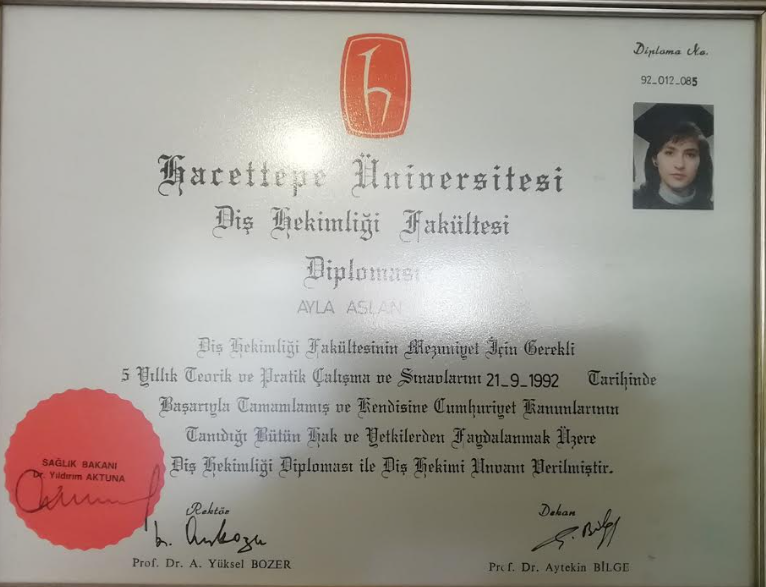 Diploma No.
92_012_085
Hacettepe Üniversitesi
Diş Hekimliği Fakültesi
Diploması
AYLA ASLAN
Diş Hekimliği Fakültesinin Mezuniyet İçin Gerekli
5 Yıllık Teorik ve Pratik Çalışma ve Sınavlarını 21_9_1992 Tarihinde
Başarıyla Tamamlamış ve Kendisine Cumhuriyet Kanunlarının
Tanıdığı Bütün Hak ve Yetkilerden Faydalanmak Üzere
Diş Hekimliği Diploması ile Diş Hekimi Unvanı Verilmiştir.
SAĞLIK BAKANI
Dr. Yıldırım AKTUNA
Rektör
Prof. Dr. A. Yüksel BOZER
Dekan
Prof. Dr. Aytekin BİLGE